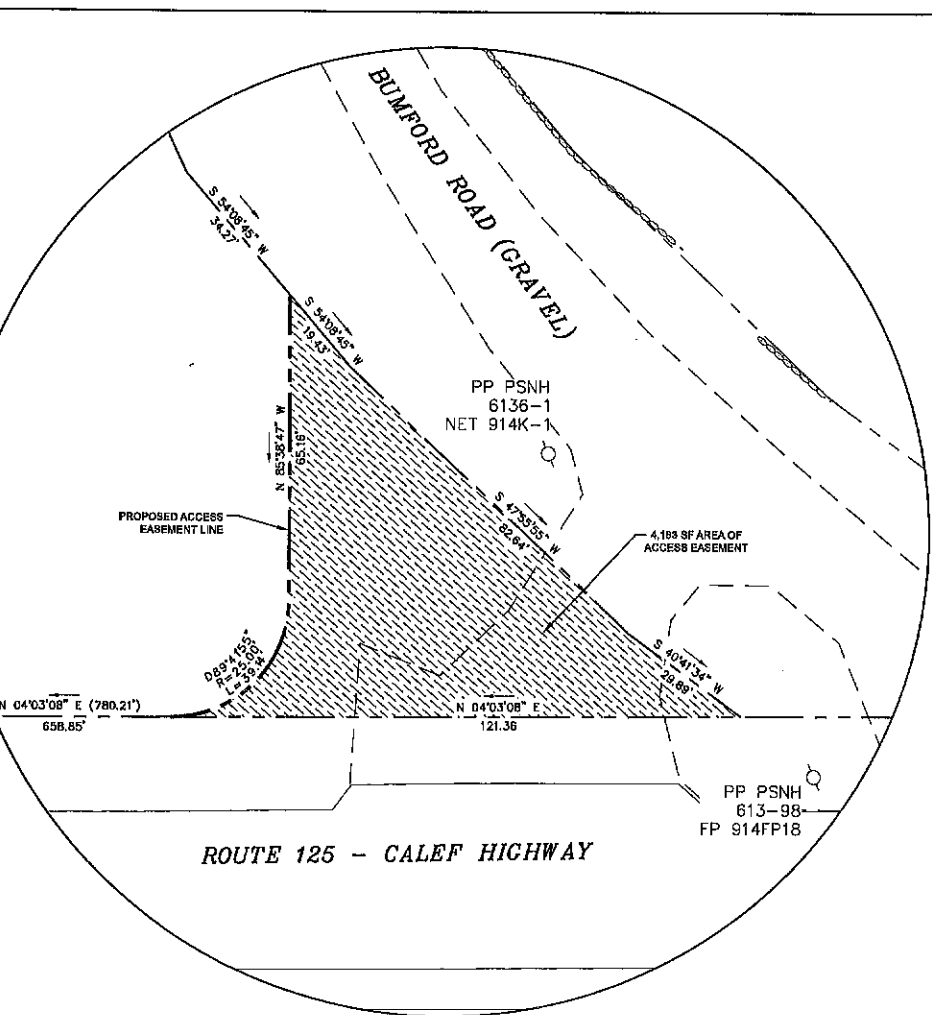 BUMFORD ROAD (GRAVEL)
S 54°08'45" W
34.27'
S 54°08'45" W
19.43'
PP PSNH
6136-1
NET 914K-1
N 85°38'47" W
65.16'
PROPOSED ACCESS
EASEMENT LINE
S 47°55'55" W
82.64'
4,193 SF AREA OF
ACCESS EASEMENT
R=25.00'
L=39.14'
S 40°41'34" W
29.89'
N 04°03'08" E (780.21')
658.85'
N 04°03'08" E
121.36
PP PSNH
613-98
FP 914FP18
ROUTE 125 - CALEF HIGHWAY